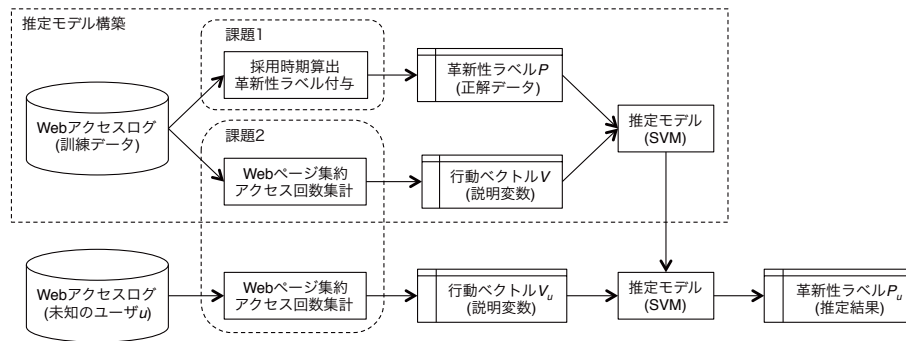 推定モデル構築
課題1
採用時期算出
革新性ラベル付与
革新性ラベルP
(正解データ)
Webアクセスログ
(訓練データ)
推定モデル
(SVM)
課題2
Webページ集約
アクセス回数集計
行動ベクトルV
(説明変数)
Webアクセスログ
(未知のユーザu)
Webページ集約
アクセス回数集計
行動ベクトルVu
(説明変数)
推定モデル
(SVM)
革新性ラベルPu
(推定結果)